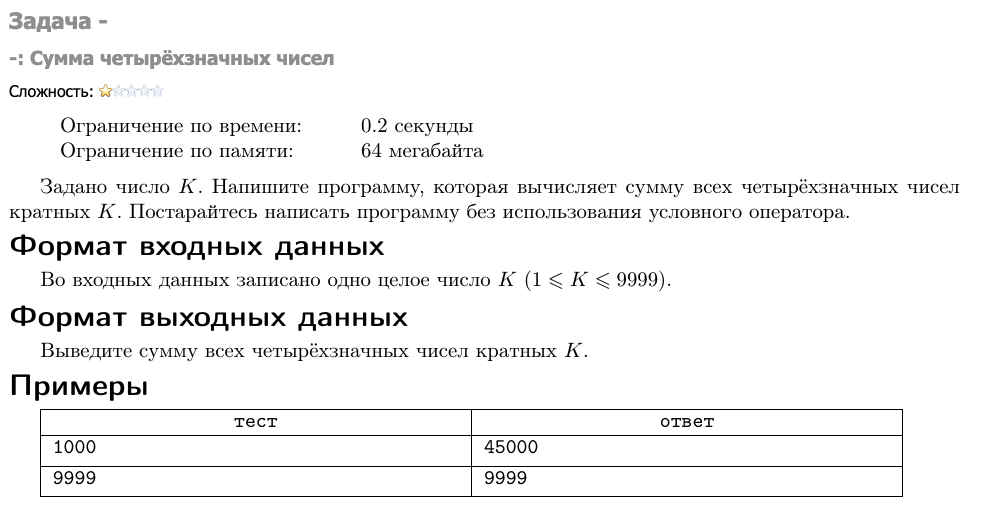 Задача -
-: Сумма четырёхзначных чисел
Сложность:
Ограничение по времени: 0.2 секунды
Ограничение по памяти: 64 мегабайта
Задано число K. Напишите программу, которая вычисляет сумму всех четырёхзначных чисел
кратных K. Постарайтесь написать программу без использования условного оператора.
Формат входных данных
Во входных данных записано одно целое число K (1 ⩽ K ⩽ 9999).
Формат выходных данных
Выведите сумму всех четырёхзначных чисел кратных K.
Примеры
тест ответ
1000 45000
9999 9999